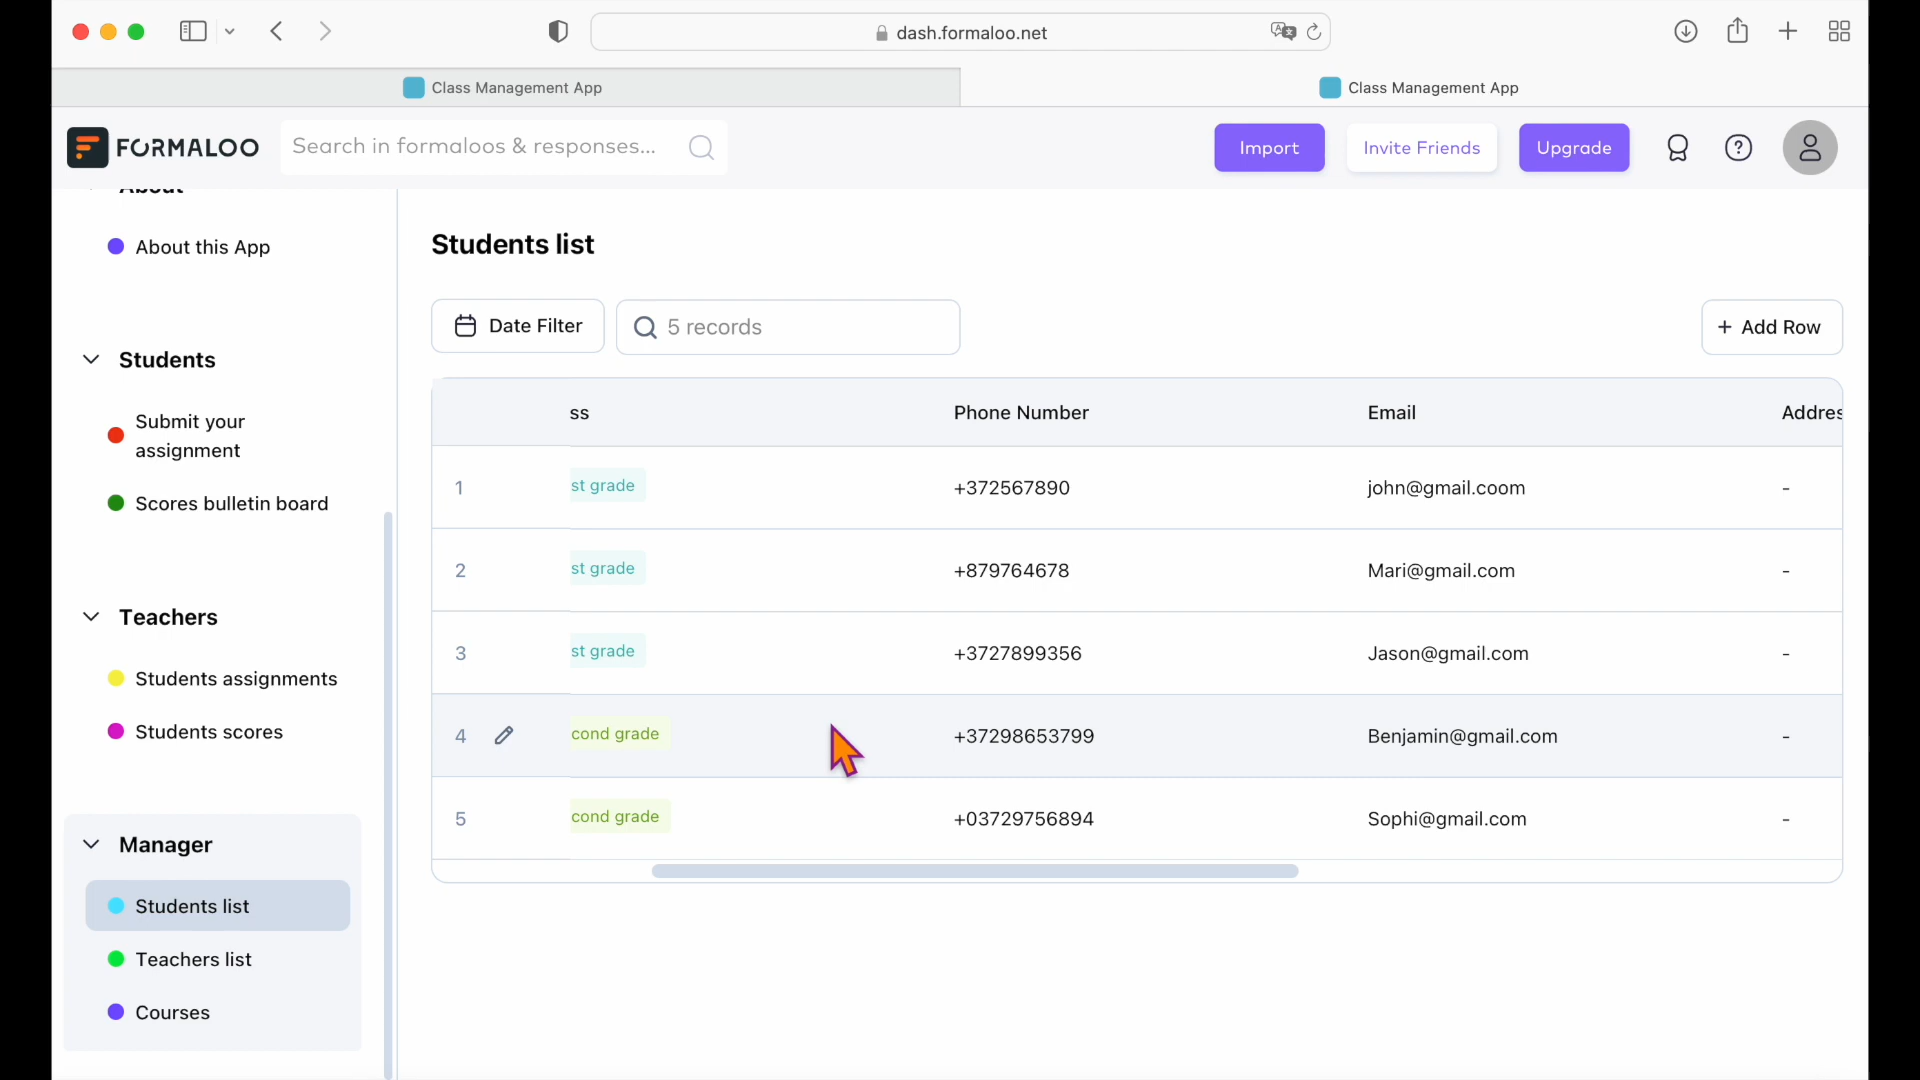 dash.formaloo.net
Class Management App
Class Management App
FORMALOO
Search in formaloos & responses...
Import
Invite Friends
Upgrade
About
About this App
Students
Submit your
assignment
Scores bulletin board
Teachers
Students assignments
Students scores
Manager
Students list
Teachers list
Courses
Students list
Date Filter
5 records
+ Add Row
ss Phone Number Email Addres
1 st grade +372567890 john@gmail.coom -
2 st grade +879764678 Mari@gmail.com -
3 st grade +3727899356 Jason@gmail.com -
4 cond grade +37298653799 Benjamin@gmail.com -
5 cond grade +03729756894 Sophi@gmail.com -